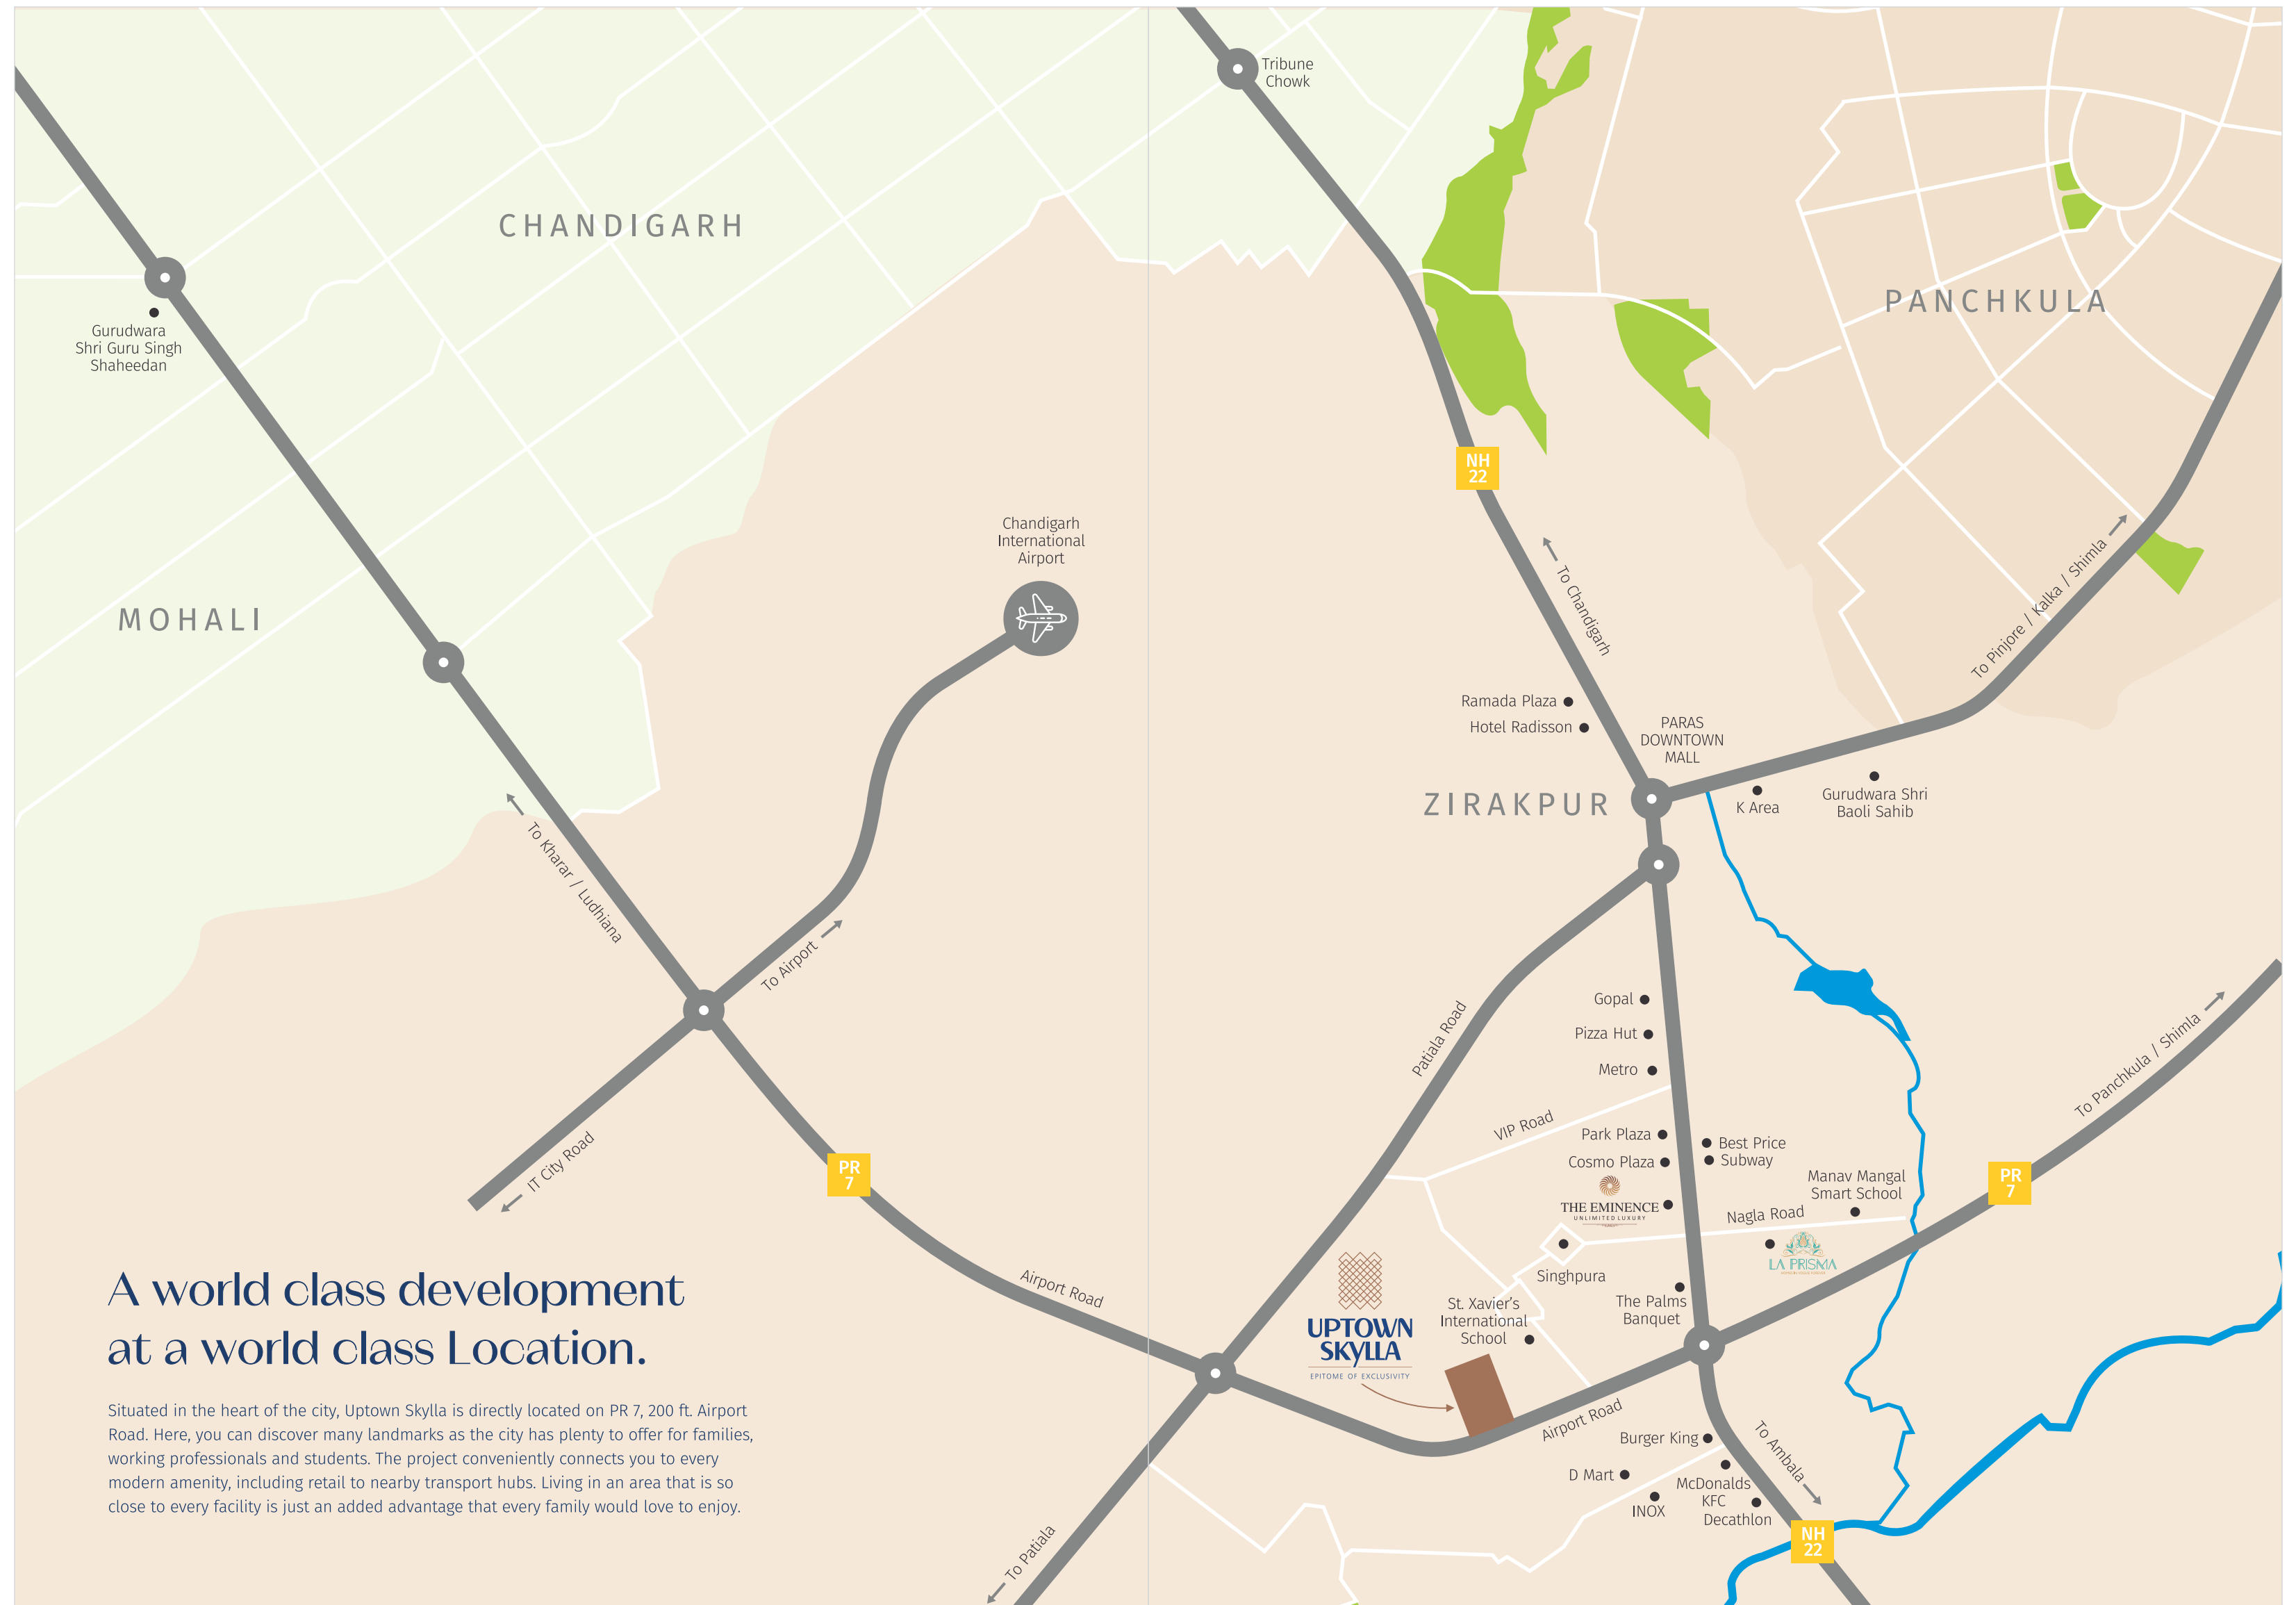 Tribune
Chowk
CHANDIGARH
PANCHKULA
Gurudwara
Shri Guru Singh
Shaheedan
NH
22
Chandigarh
International
Airport
To Chandigarh
To Pinjore / Kalka / Shimla
MOHALI
Ramada Plaza
Hotel Radisson
PARAS
DOWNTOWN
MALL
ZIRAKPUR
K Area
Gurudwara Shri
Baoli Sahib
To Kharar / Ludhiana
To Airport
Gopal
Pizza Hut
Metro
Patiala Road
To Panchkula / Shimla
VIP Road
Park Plaza
Cosmo Plaza
Best Price
Subway
IT City Road
PR
7
Manav Mangal
Smart School
PR
7
THE EMINENCE
UNLIMITED LUXURY
Nagla Road
LA PRISMA
Singhpura
Airport Road
The Palms
Banquet
St. Xavier's
International
School
UPTOWN
SKYLLA
EPITOME OF EXCLUSIVITY
A world class development
at a world class Location.
Situated in the heart of the city, Uptown Skylla is directly located on PR 7, 200 ft. Airport
Road. Here, you can discover many landmarks as the city has plenty to offer for families,
working professionals and students. The project conveniently connects you to every
modern amenity, including retail to nearby transport hubs. Living in an area that is so
close to every facility is just an added advantage that every family would love to enjoy.
Airport Road
Burger King
To Ambala
D Mart
INOX
McDonalds
KFC
Decathlon
NH
22
To Patiala